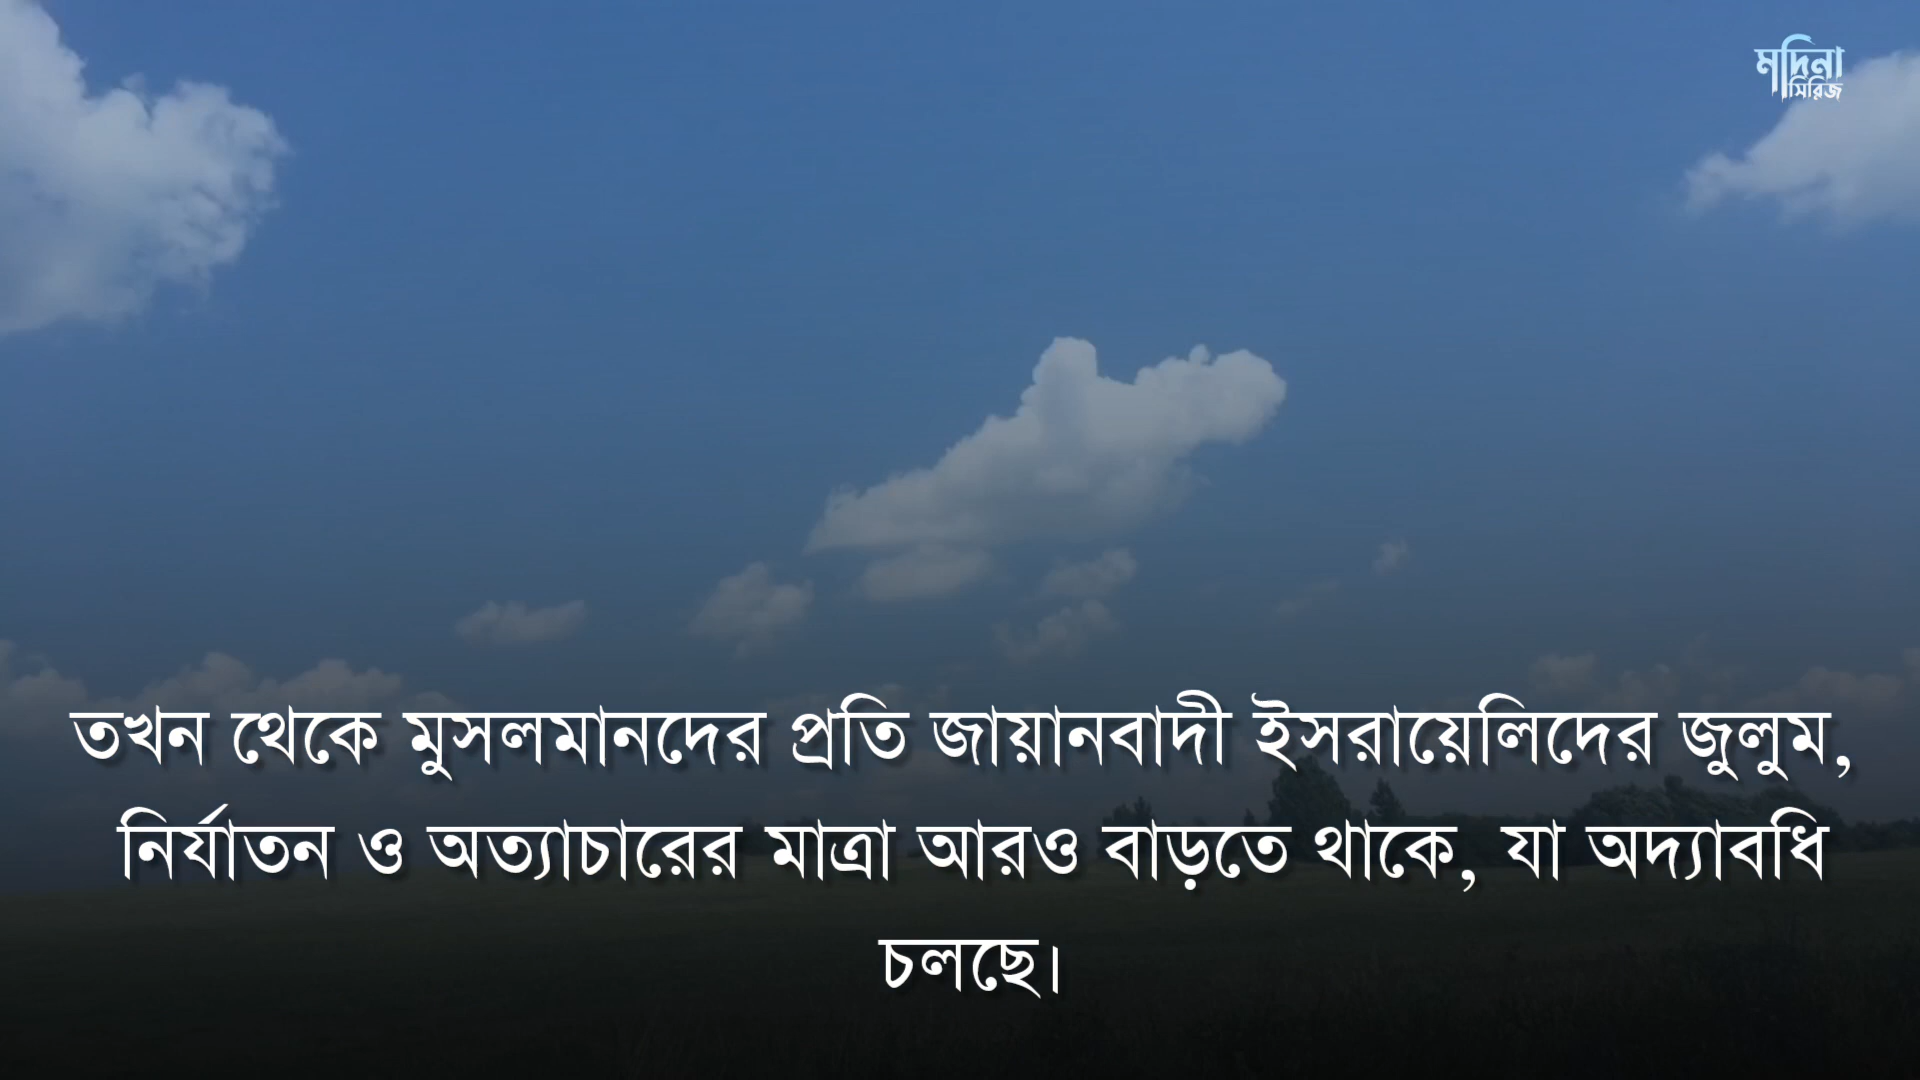 মদিনা
সিরিজ
তখন থেকে মুসলমানদের প্রতি জায়ানবাদী ইসরায়েলিদের জুলুম,
নির্যাতন ও অত্যাচারের মাত্রা আরও বাড়তে থাকে, যা অদ্যাবধি
চলছে।